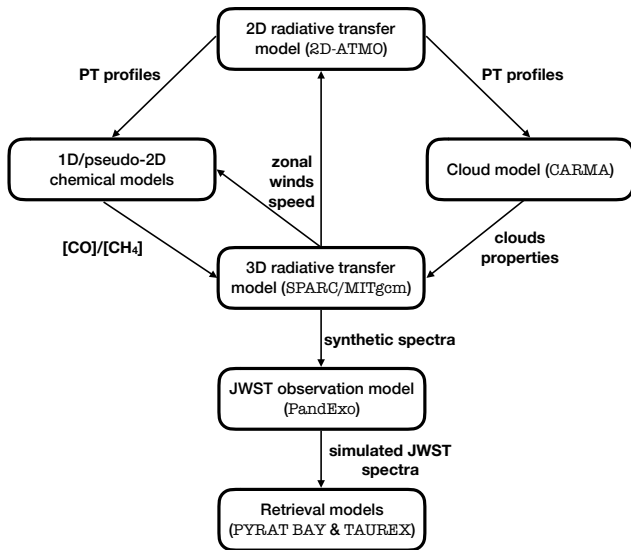 2D radiative transfer
model (2D-ATMO)
PT profiles
PT profiles
1D/pseudo-2D
chemical models
zonal
winds
speed
Cloud model (CARMA)
[CO]/[CH₄]
clouds
properties
3D radiative transfer
model (SPARC/MITgcm)
synthetic spectra
JWST observation model
(PandExo)
simulated JWST
spectra
Retrieval models
(PYRAT BAY & TAUREX)